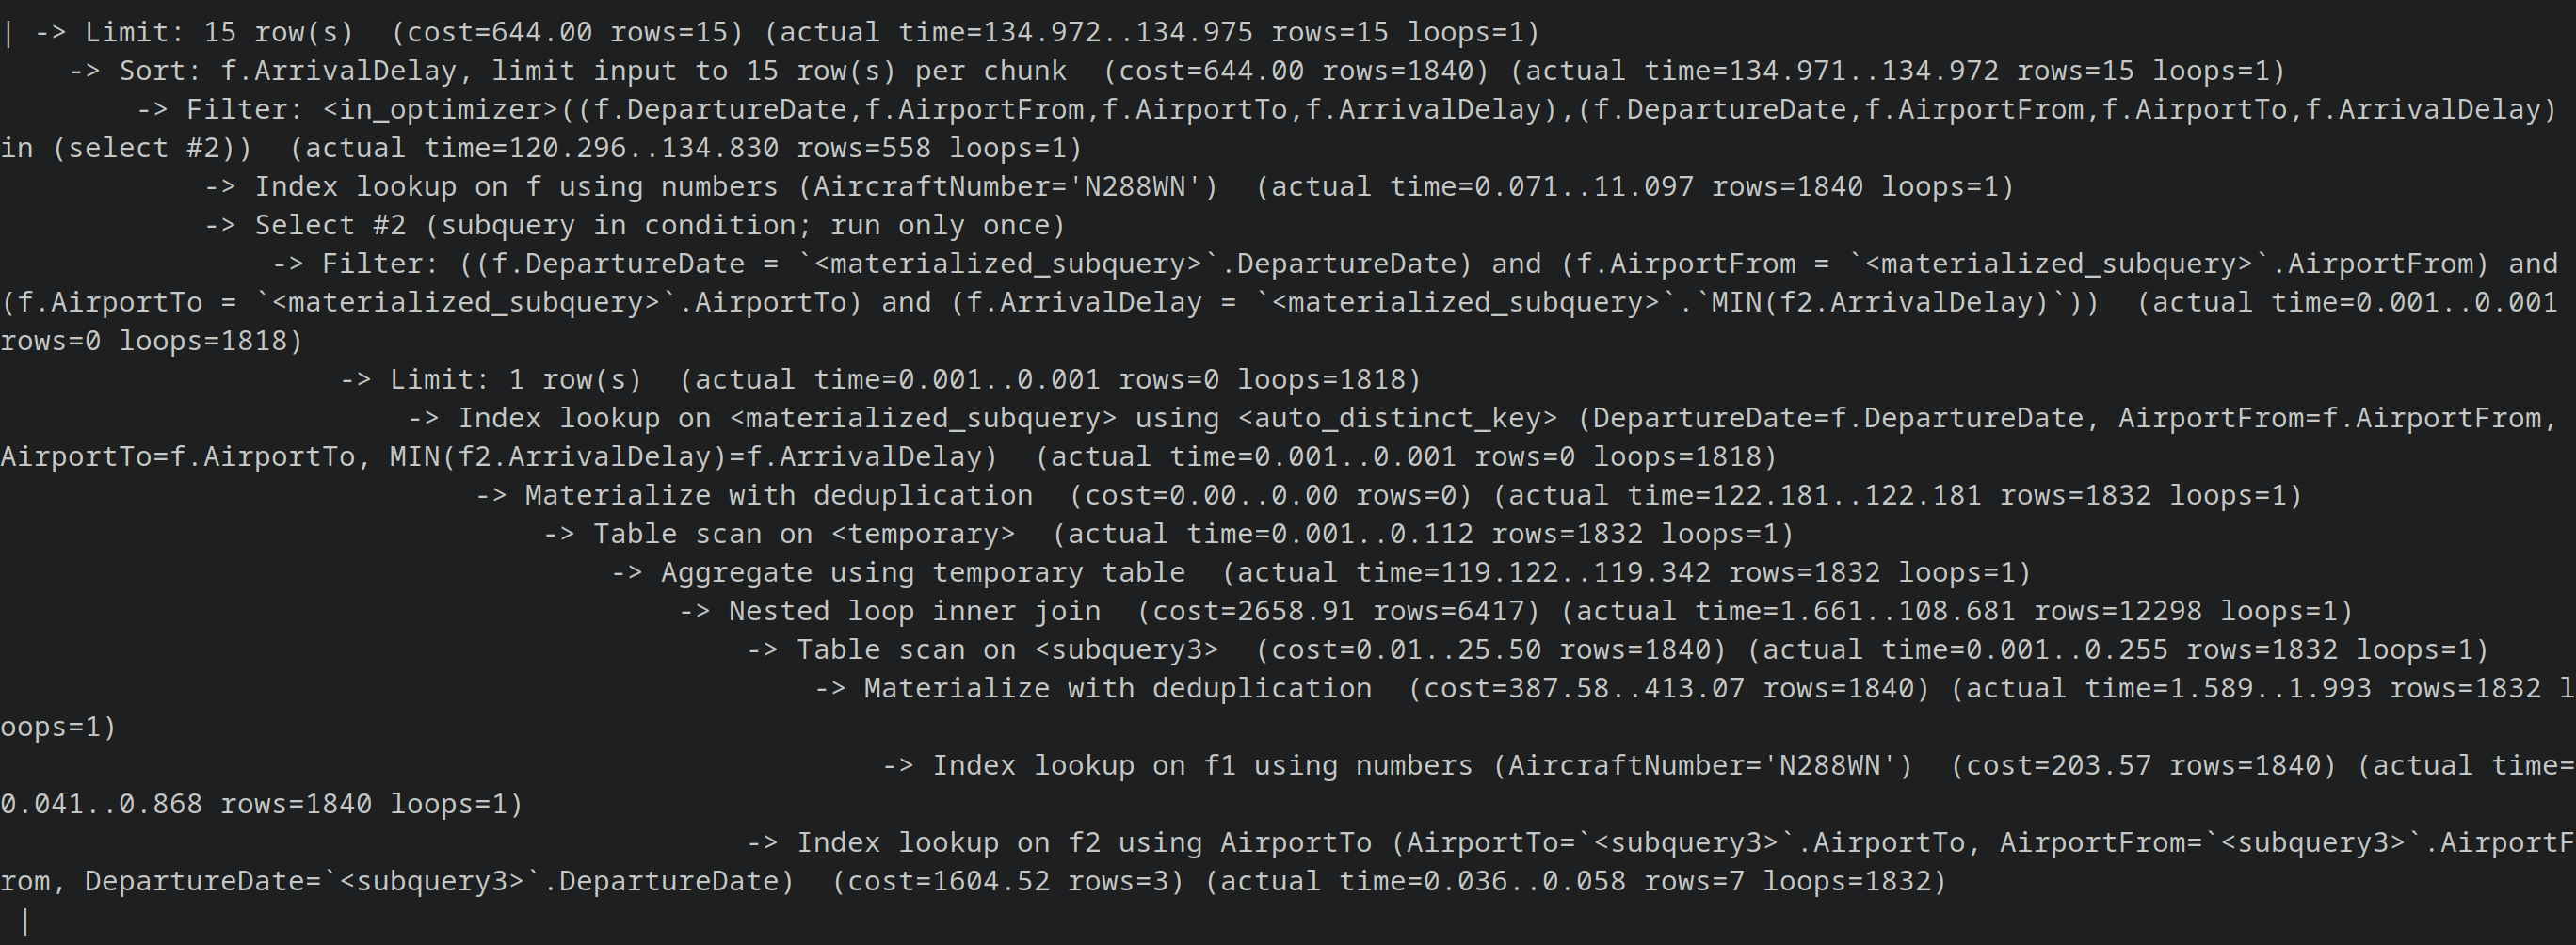 | -> Limit: 15 row(s)  (cost=644.00 rows=15) (actual time=134.972..134.975 rows=15 loops=1)
    -> Sort: f.ArrivalDelay, limit input to 15 row(s) per chunk  (cost=644.00 rows=1840) (actual time=134.971..134.972 rows=15 loops=1)
        -> Filter: <in_optimizer>((f.DepartureDate,f.AirportFrom,f.AirportTo,f.ArrivalDelay),(f.DepartureDate,f.AirportFrom,f.AirportTo,f.ArrivalDelay)
in (select #2))  (actual time=120.296..134.830 rows=558 loops=1)
            -> Index lookup on f using numbers (AircraftNumber='N288WN')  (actual time=0.071..11.097 rows=1840 loops=1)
            -> Select #2 (subquery in condition; run only once)
                -> Filter: ((f.DepartureDate = `<materialized_subquery>`.DepartureDate) and (f.AirportFrom = `<materialized_subquery>`.AirportFrom) and
(f.AirportTo = `<materialized_subquery>`.AirportTo) and (f.ArrivalDelay = `<materialized_subquery>`.`MIN(f2.ArrivalDelay)`))  (actual time=0.001..0.001
rows=0 loops=1818)
                    -> Limit: 1 row(s)  (actual time=0.001..0.001 rows=0 loops=1818)
                        -> Index lookup on <materialized_subquery> using <auto_distinct_key> (DepartureDate=f.DepartureDate, AirportFrom=f.AirportFrom,
AirportTo=f.AirportTo, MIN(f2.ArrivalDelay)=f.ArrivalDelay)  (actual time=0.001..0.001 rows=0 loops=1818)
                            -> Materialize with deduplication  (cost=0.00..0.00 rows=0) (actual time=122.181..122.181 rows=1832 loops=1)
                                -> Table scan on <temporary>  (actual time=0.001..0.112 rows=1832 loops=1)
                                    -> Aggregate using temporary table  (actual time=119.122..119.342 rows=1832 loops=1)
                                        -> Nested loop inner join  (cost=2658.91 rows=6417) (actual time=1.661..108.681 rows=12298 loops=1)
                                            -> Table scan on <subquery3>  (cost=0.01..25.50 rows=1840) (actual time=0.001..0.255 rows=1832 loops=1)
                                                -> Materialize with deduplication  (cost=387.58..413.07 rows=1840) (actual time=1.589..1.993 rows=1832 l
oops=1)
                                                    -> Index lookup on f1 using numbers (AircraftNumber='N288WN')  (cost=203.57 rows=1840) (actual time=
0.041..0.868 rows=1840 loops=1)
                                            -> Index lookup on f2 using AirportTo (AirportTo=`<subquery3>`.AirportTo, AirportFrom=`<subquery3>`.AirportF
rom, DepartureDate=`<subquery3>`.DepartureDate)  (cost=1604.52 rows=3) (actual time=0.036..0.058 rows=7 loops=1832)
 |